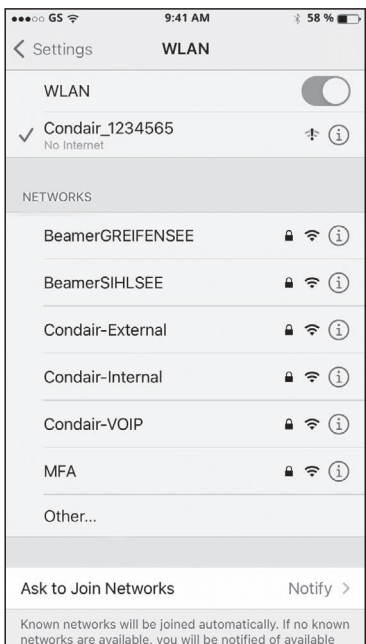 GS 9:41 AM 58 %
Settings WLAN
WLAN
Condair_1234565
No Internet
NETWORKS
BeamerGREIFENSEE
BeamerSIHLSEE
Condair-External
Condair-Internal
Condair-VOIP
MFA
Other...
Ask to Join Networks Notify
Known networks will be joined automatically. If no known
networks are available, you will be notified of available